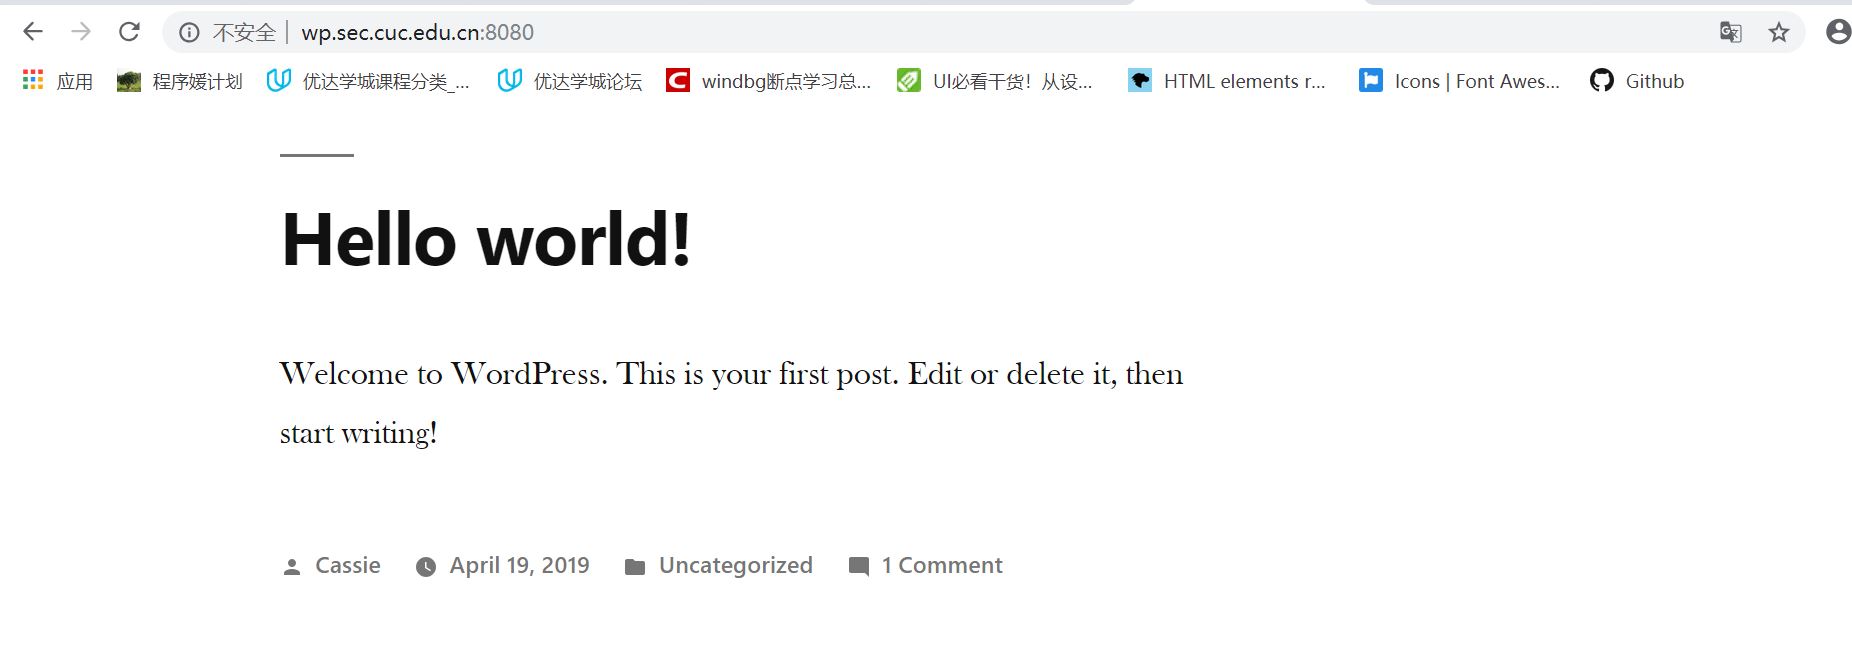 不安全 | wp.sec.cuc.edu.cn:8080
应用 程序媛计划 优达学城课程分类_... 优达学城论坛 windbg断点学习总... UI必看干货！从设... HTML elements r... Icons | Font Awes... Github
Hello world!
Welcome to WordPress. This is your first post. Edit or delete it, then
start writing!
Cassie April 19, 2019 Uncategorized 1 Comment